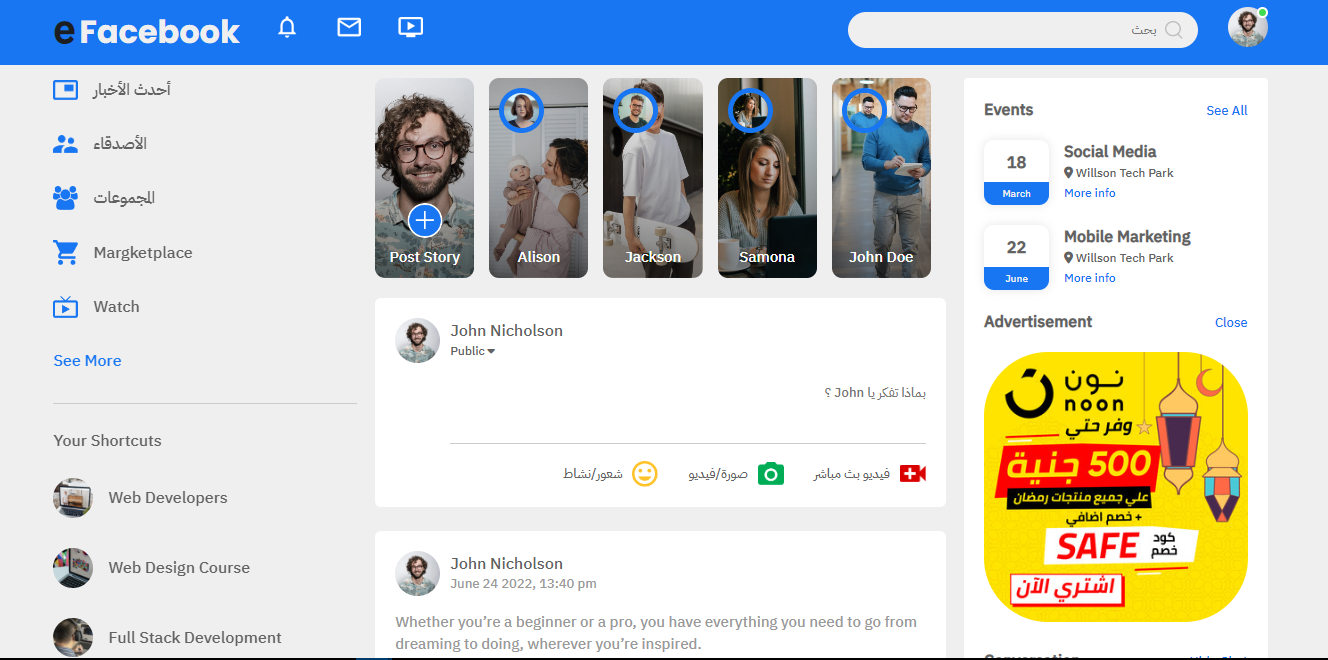 eFacebook
بحث
أحدث الأخبار
الأصدقاء
المجموعات
Margketplace
Watch
See More
Your Shortcuts
Web Developers
Web Design Course
Full Stack Development
Post Story
Alison
Jackson
Samona
John Doe
John Nicholson
Public
بماذا تفكر يا John ؟
فيديو بث مباشر
صورة/فيديو
شعور/نشاط
John Nicholson
June 24 2022, 13:40 pm
Whether you’re a beginner or a pro, you have everything you need to go from
dreaming to doing, wherever you’re inspired.
Events
See All
18
March
Social Media
Willson Tech Park
More info
22
June
Mobile Marketing
Willson Tech Park
More info
Advertisement
Close
نون
noon
وفر حتي
500 جنية
علي جميع منتجات رمضان
+ خصم اضافي
كود
خصم
SAFE
اشتري الآن